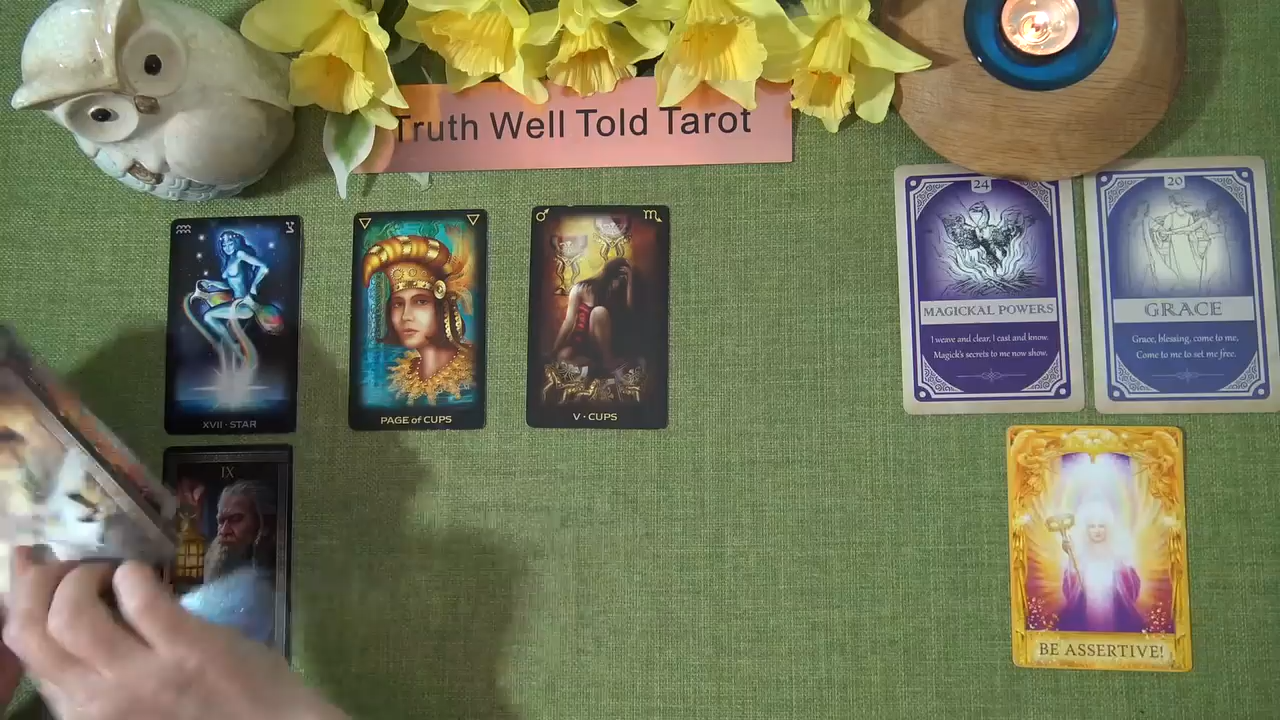 Truth Well Told Tarot
24
MAGICKAL POWERS
I weave and clear, I cast and know.
Magick's secrets to me now show.
20
GRACE
Grace, blessing, come to me,
Come to me to set me free.
XVII · STAR
PAGE of CUPS
V · CUPS
IX
BE ASSERTIVE!